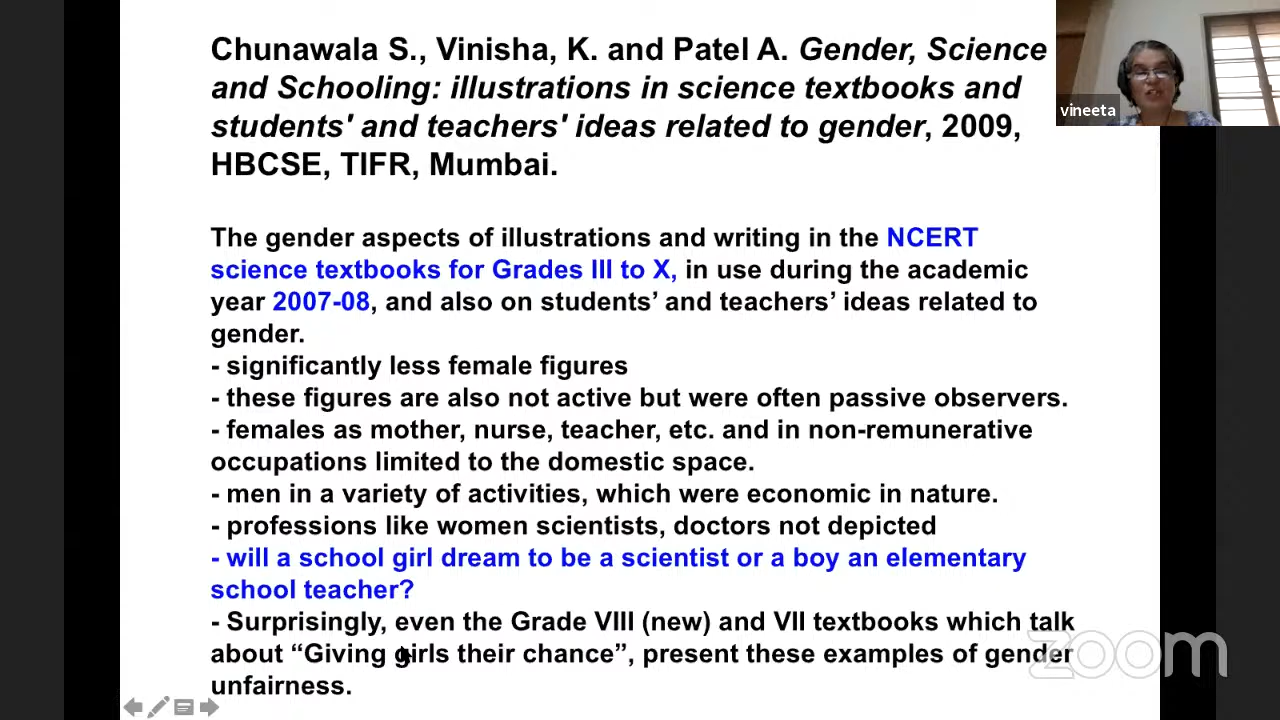 Chunawala S., Vinisha, K. and Patel A. Gender, Science
and Schooling: illustrations in science textbooks and
students' and teachers' ideas related to gender, 2009,
HBCSE, TIFR, Mumbai.
vineeta
The gender aspects of illustrations and writing in the NCERT
science textbooks for Grades III to X, in use during the academic
year 2007-08, and also on students’ and teachers’ ideas related to
gender.
- significantly less female figures
- these figures are also not active but were often passive observers.
- females as mother, nurse, teacher, etc. and in non-remunerative
occupations limited to the domestic space.
- men in a variety of activities, which were economic in nature.
- professions like women scientists, doctors not depicted
- will a school girl dream to be a scientist or a boy an elementary
school teacher?
- Surprisingly, even the Grade VIII (new) and VII textbooks which talk
about “Giving girls their chance”, present these examples of gender
unfairness.
zoom